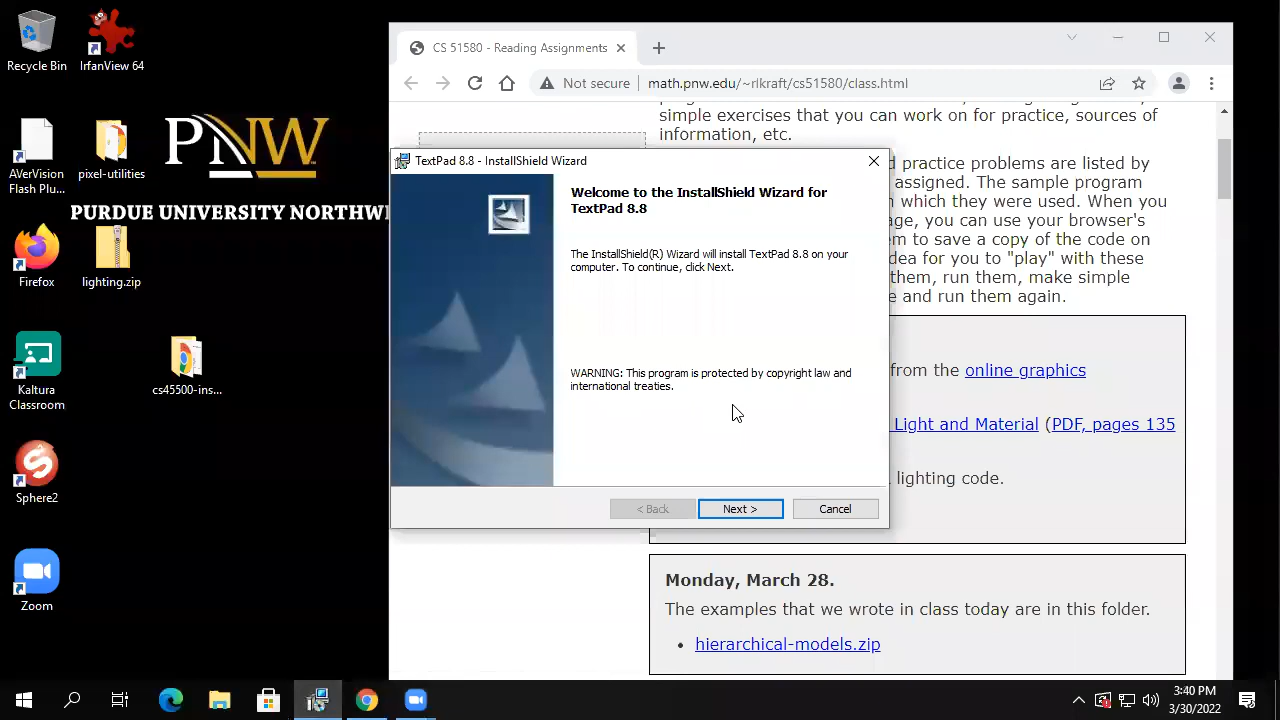 Recycle Bin
IrfanView 64
AVerVision
Flash Plu...
pixel-utilities
PNW
PURDUE UNIVERSITY NORTHW
Firefox
lighting.zip
Kaltura
Classroom
cs45500-ins...
Sphere2
Zoom
CS 51580 - Reading Assignments
Not secure
math.pnw.edu/~rlkraft/cs51580/class.html
simple exercises that you can work on for practice, sources of
information, etc.
d practice problems are listed by
assigned. The sample program
n which they were used. When you
age, you can use your browser's
em to save a copy of the code on
dea for you to "play" with these
them, run them, make simple
e and run them again.
from the online graphics
Light and Material (PDF, pages 135
lighting code.
Monday, March 28.
The examples that we wrote in class today are in this folder.
• hierarchical-models.zip
TextPad 8.8 - InstallShield Wizard
Welcome to the InstallShield Wizard for
TextPad 8.8
The InstallShield(R) Wizard will install TextPad 8.8 on your
computer. To continue, click Next.
WARNING: This program is protected by copyright law and
international treaties.
< Back
Next >
Cancel
3:40 PM
3/30/2022